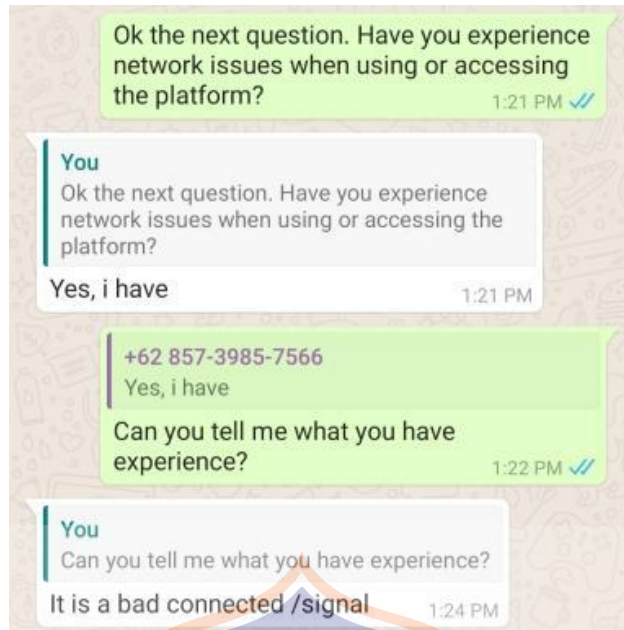 Ok the next question. Have you experience
network issues when using or accessing
the platform?
1:21 PM
You
Ok the next question. Have you experience
network issues when using or accessing the
platform?
Yes, i have
1:21 PM
+62 857-3985-7566
Yes, i have
Can you tell me what you have
experience?
1:22 PM
You
Can you tell me what you have experience?
It is a bad connected /signal
1:24 PM